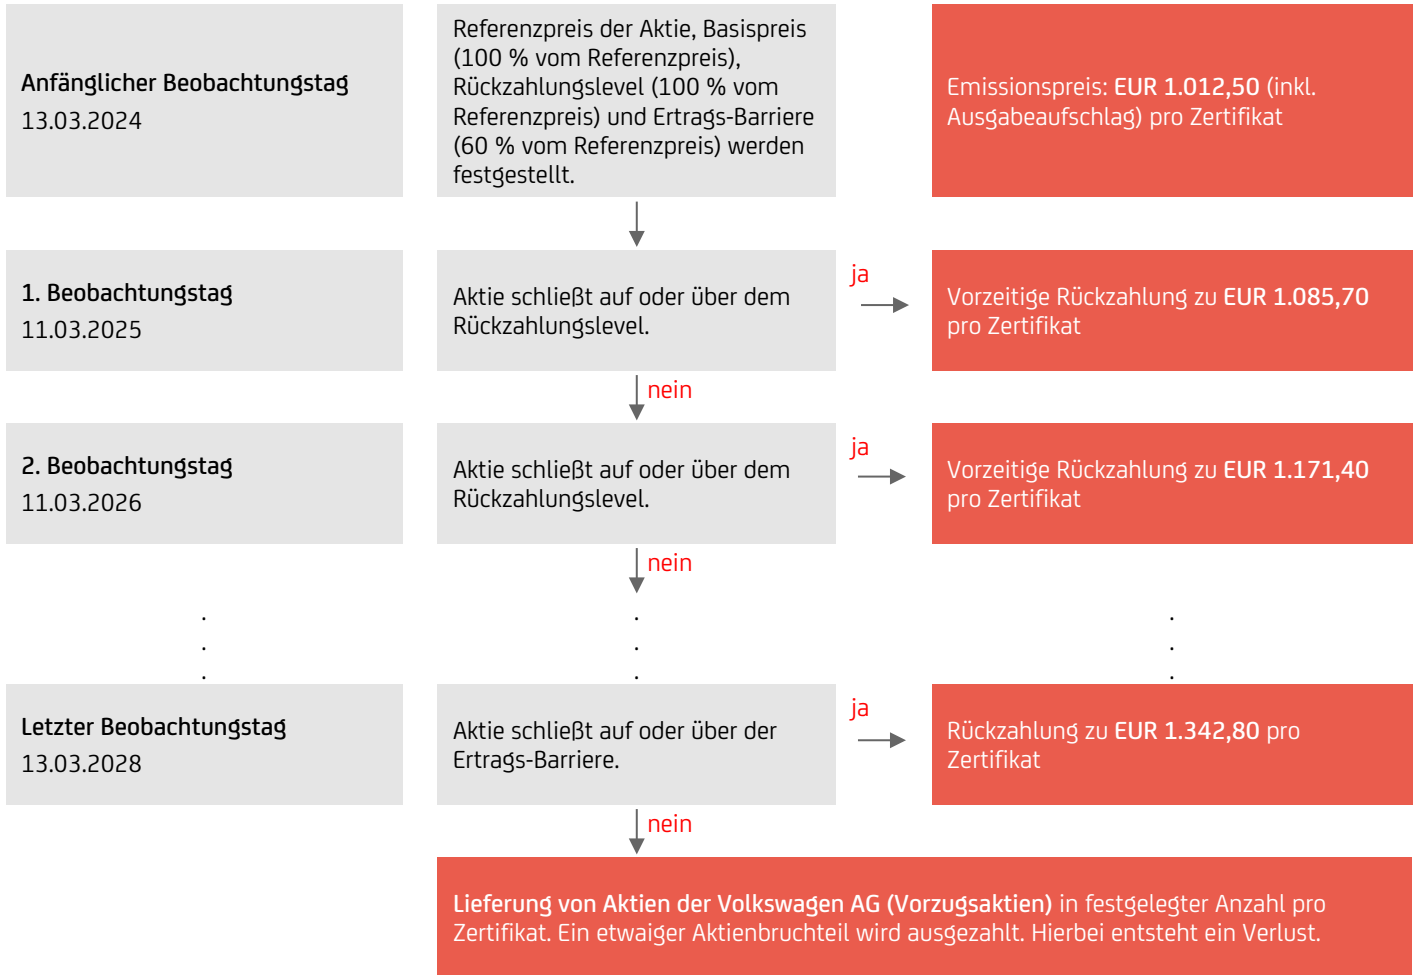 Anfänglicher Beobachtungstag
13.03.2024
Referenzpreis der Aktie, Basispreis
(100 % vom Referenzpreis),
Rückzahlungslevel (100 % vom
Referenzpreis) und Ertrags-Barriere
(60 % vom Referenzpreis) werden
festgestellt.
Emissionspreis: EUR 1.012,50 (inkl.
Ausgabeaufschlag) pro Zertifikat
1. Beobachtungstag
11.03.2025
Aktie schließt auf oder über dem
Rückzahlungslevel.
ja
Vorzeitige Rückzahlung zu EUR 1.085,70
pro Zertifikat
nein
2. Beobachtungstag
11.03.2026
Aktie schließt auf oder über dem
Rückzahlungslevel.
ja
Vorzeitige Rückzahlung zu EUR 1.171,40
pro Zertifikat
nein
. . .
. . .
. . .
Letzter Beobachtungstag
13.03.2028
Aktie schließt auf oder über der
Ertrags-Barriere.
ja
Rückzahlung zu EUR 1.342,80 pro
Zertifikat
nein
Lieferung von Aktien der Volkswagen AG (Vorzugsaktien) in festgelegter Anzahl pro
Zertifikat. Ein etwaiger Aktienbruchteil wird ausgezahlt. Hierbei entsteht ein Verlust.